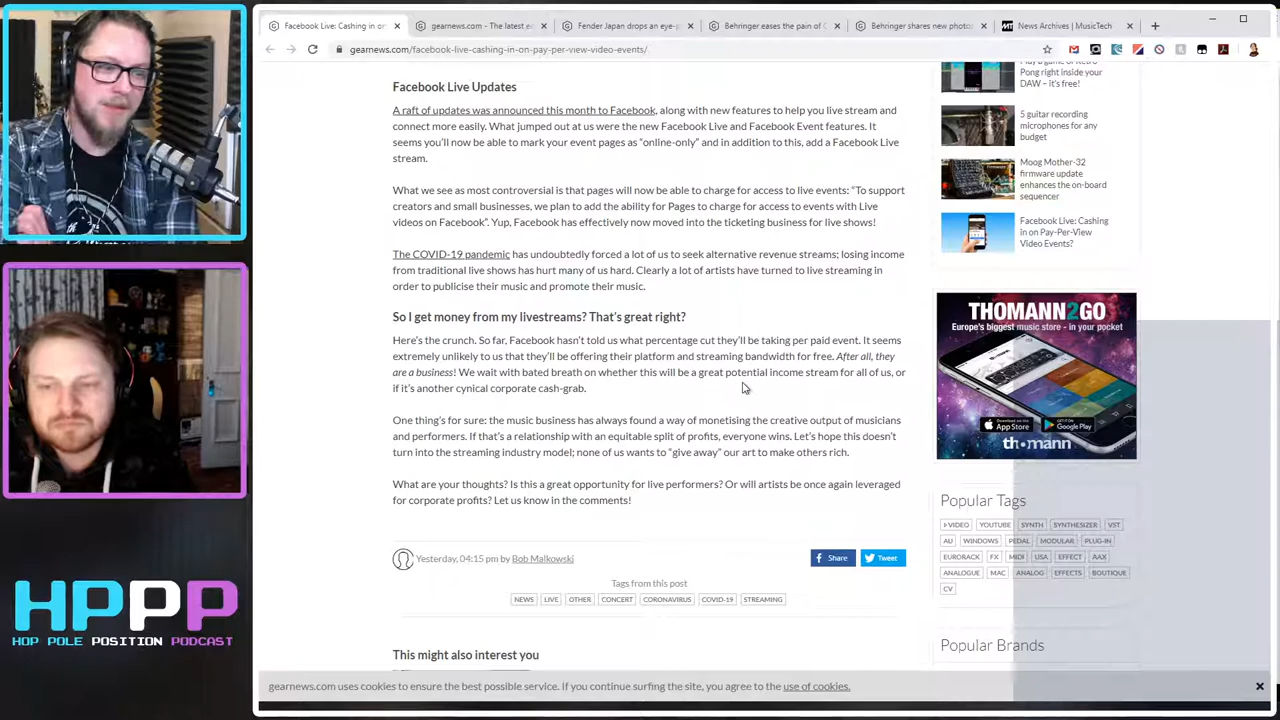 Facebook Live: Cashing in on
gearnews.com - The latest e
Fender Japan drops an eye-p
Behringer eases the pain of
Behringer shares new photo
News Archives | MusicTech
gearnews.com/facebook-live-cashing-in-on-pay-per-view-video-events/
Facebook Live Updates
A raft of updates was announced this month to Facebook, along with new features to help you live stream and
connect more easily. What jumped out at us were the new Facebook Live and Facebook Event features. It
seems you'll now be able to mark your event pages as “online-only” and in addition to this, add a Facebook Live
stream.
What we see as most controversial is that pages will now be able to charge for access to live events: “To support
creators and small businesses, we plan to add the ability for Pages to charge for access to events with Live
videos on Facebook”. Yup, Facebook has effectively now moved into the ticketing business for live shows!
The COVID-19 pandemic has undoubtedly forced a lot of us to seek alternative revenue streams; losing income
from traditional live shows has hurt many of us hard. Clearly a lot of artists have turned to live streaming in
order to publicise their music and promote their music.
So I get money from my livestreams? That's great right?
Here's the crunch. So far, Facebook hasn't told us what percentage cut they'll be taking per paid event. It seems
extremely unlikely to us that they'll be offering their platform and streaming bandwidth for free. After all, they
are a business! We wait with bated breath on whether this will be a great potential income stream for all of us, or
if it's another cynical corporate cash-grab.
One thing's for sure: the music business has always found a way of monetising the creative output of musicians
and performers. If that's a relationship with an equitable split of profits, everyone wins. Let's hope this doesn't
turn into the streaming industry model; none of us wants to “give away” our art to make others rich.
What are your thoughts? Is this a great opportunity for live performers? Or will artists be once again leveraged
for corporate profits? Let us know in the comments!
Yesterday, 04:15 pm by Bob Malkowski
Share
Tweet
Tags from this post
NEWS LIVE OTHER CONCERT CORONAVIRUS COVID-19 STREAMING
This might also interest you
Play a game of Retro
Pong right inside your
DAW – it's free!
5 guitar recording
microphones for any
budget
Moog Mother-32
firmware update
enhances the on-board
sequencer
Facebook Live: Cashing
in on Pay-Per-View
Video Events?
THOMANN2GO
Europe's biggest music store - in your pocket
App Store
Google Play
th•mann
Popular Tags
VIDEO YOUTUBE SYNTH SYNTHESIZER VST
AU WINDOWS PEDAL MODULAR PLUG-IN
EURORACK FX MIDI USA EFFECT AAX
ANALOGUE MAC ANALOG EFFECTS BOUTIQUE
CV
Popular Brands
gearnews.com uses cookies to ensure the best possible service. If you continue surfing the site, you agree to the use of cookies.
HPPP
HOP POLE POSITION PODCAST